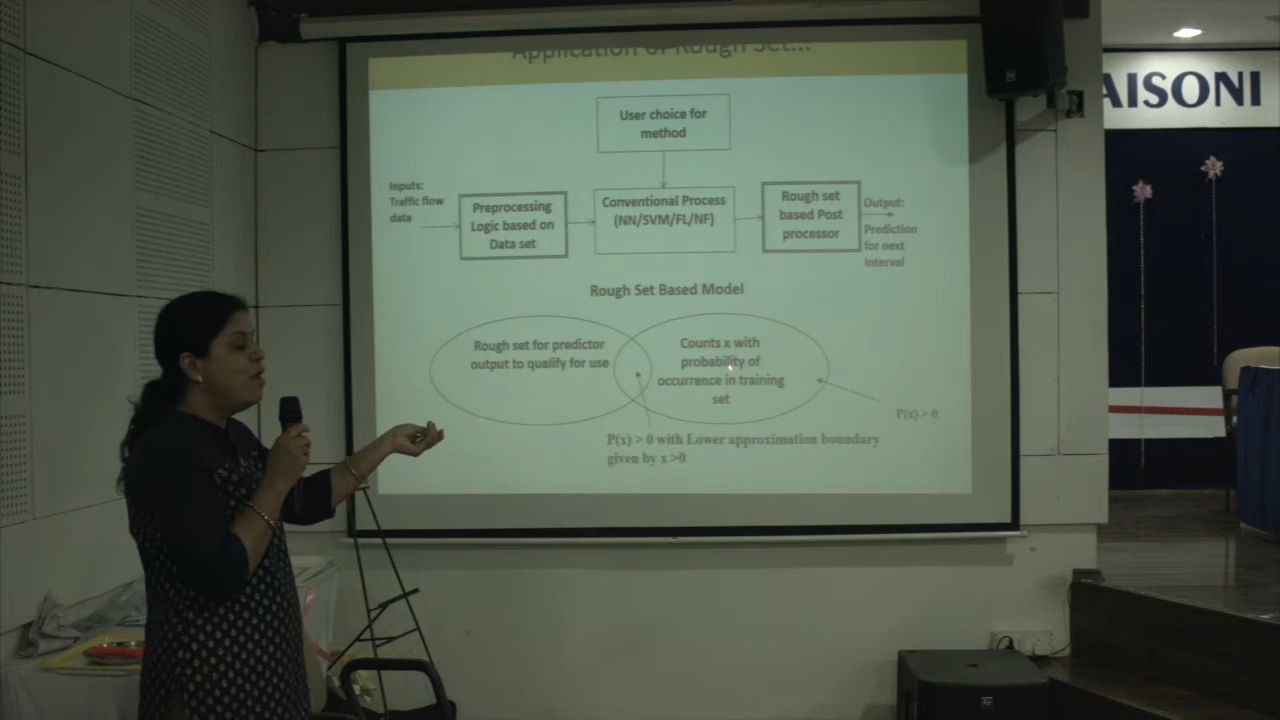 Application of Rough Set...
AISONI
User choice for
method
Inputs:
Traffic flow
data
Preprocessing
Logic based on
Data set
Conventional Process
(NN/SVM/FL/NF)
Rough set
based Post
processor
Output:
Prediction
for next
Interval
Rough Set Based Model
Rough set for predictor
output to qualify for use
Counts x with
probability of
occurrence in training
set
P(x) > 0
P(x) > 0 with Lower approximation boundary
given by x >0